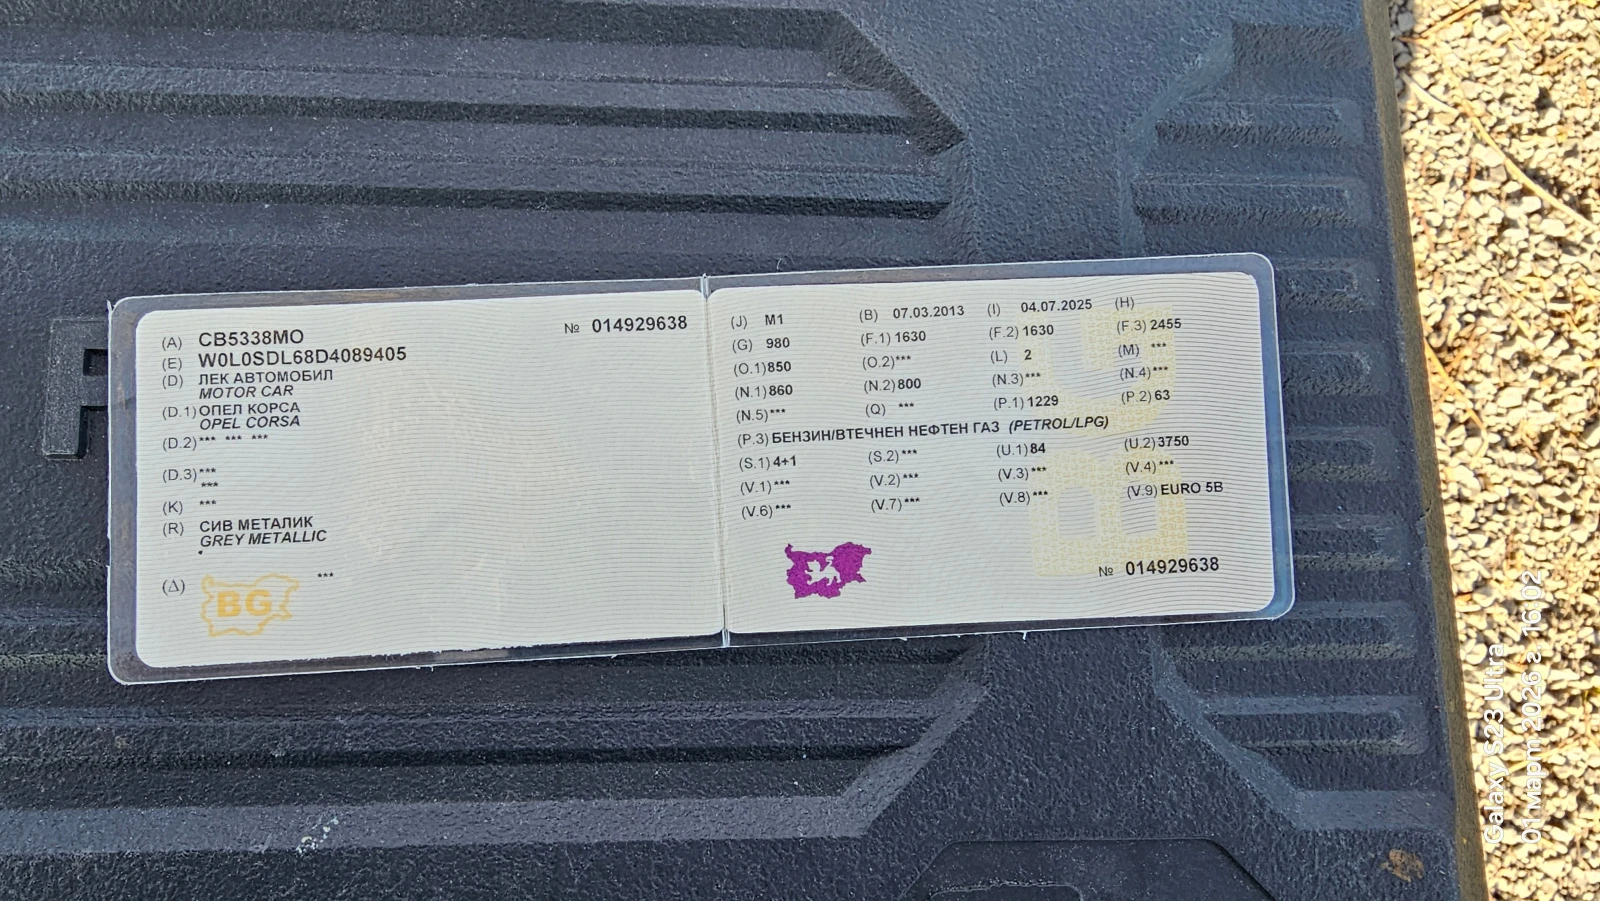 (A) CB5338MO № 014929638
(E) W0L0SDL68D4089405
(D) ЛЕК АВТОМОБИЛ
MOTOR CAR
(D.1) ОПЕЛ КОРСА
OPEL CORSA
(D.2) *** *** ***
(D.3) ***
***
(K) ***
(R) СИВ МЕТАЛИК
GREY METALLIC
(Δ) ***
BG
(J) M1 (B) 07.03.2013 (I) 04.07.2025 (H)
(G) 980 (F.1) 1630 (F.2) 1630 (F.3) 2455
(O.1) 850 (O.2) *** (L) 2 (M) ***
(N.1) 860 (N.2) 800 (N.3) *** (N.4) ***
(N.5) *** (Q) *** (P.1) 1229 (P.2) 63
(P.3) БЕНЗИН/ВТЕЧНЕН НЕФТЕН ГАЗ (PETROL/LPG)
(S.1) 4+1 (S.2) *** (U.1) 84 (U.2) 3750
(V.1) *** (V.2) *** (V.3) *** (V.4) ***
(V.6) *** (V.7) *** (V.8) *** (V.9) EURO 5B
№ 014929638
BG
Galaxy S23 Ultra
01 Март 2026 г. 16:02